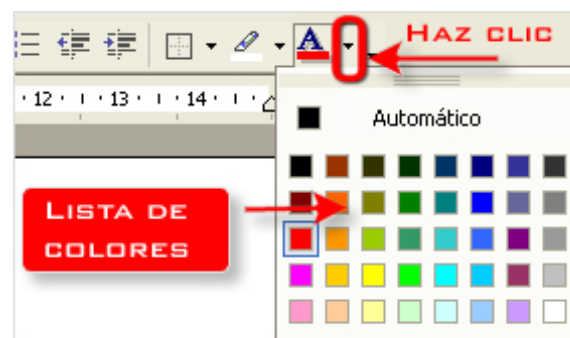 A
HAZ CLIC
· 12 · ı · 13 · ı · 14 · ı ·
Automático
LISTA DE
COLORES